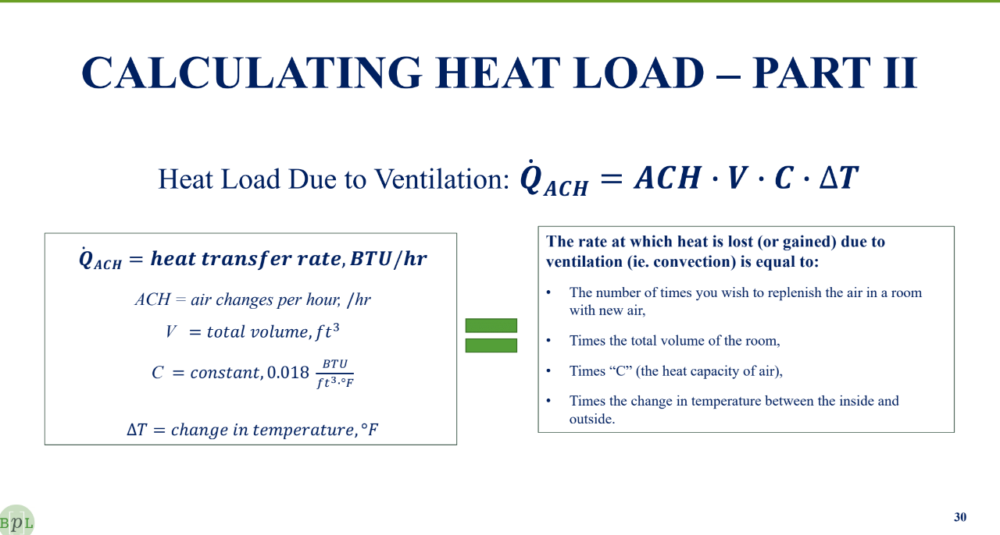 CALCULATING HEAT LOAD – PART II
Heat Load Due to Ventilation: Q̇_ACH = ACH · V · C · ΔT
Q̇_ACH = heat transfer rate, BTU/hr
ACH = air changes per hour, /hr
V = total volume, ft³
C = constant, 0.018 BTU/ft³·°F
ΔT = change in temperature, °F
The rate at which heat is lost (or gained) due to
ventilation (ie. convection) is equal to:
• The number of times you wish to replenish the air in a room
with new air,
• Times the total volume of the room,
• Times “C” (the heat capacity of air),
• Times the change in temperature between the inside and
outside.
B[p]L
30